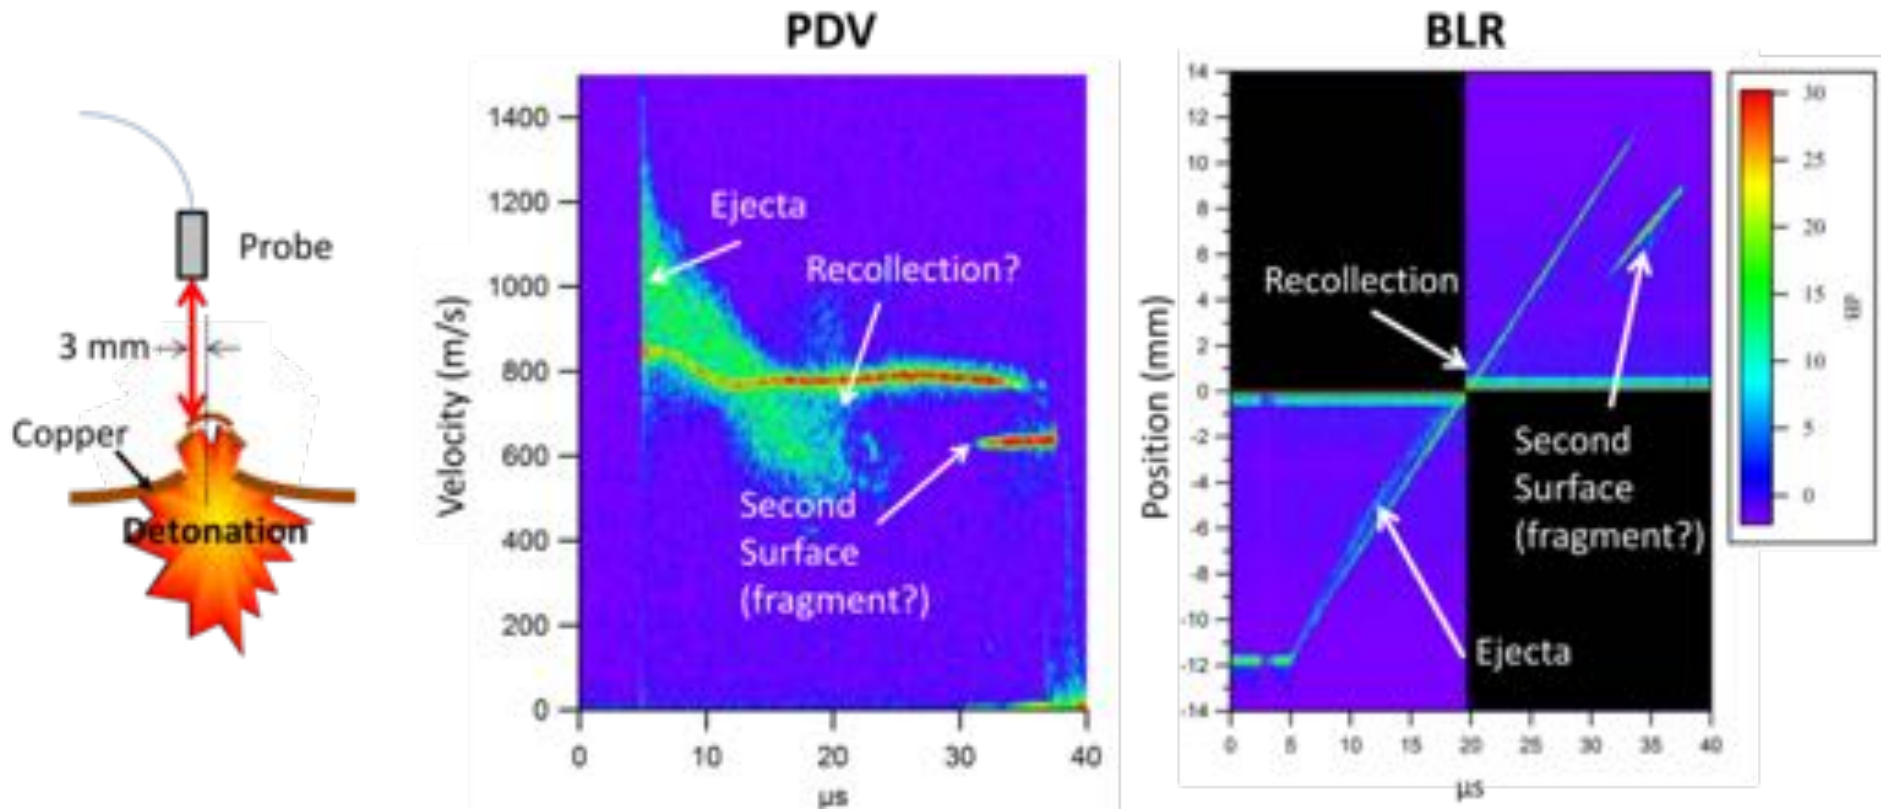 PDV
BLR
Probe
3 mm
Copper
Detonation
Velocity (m/s)
1400
1200
1000
800
600
400
200
0
0
10
20
30
40
µs
Ejecta
Recollection?
Second
Surface
(fragment?)
Position (mm)
14
12
10
8
6
4
2
0
-2
-4
-6
-8
-10
-12
-14
0
5
10
15
20
25
30
35
40
µs
Recollection
Second
Surface
(fragment?)
Ejecta
30
25
20
15
10
5
0
dB